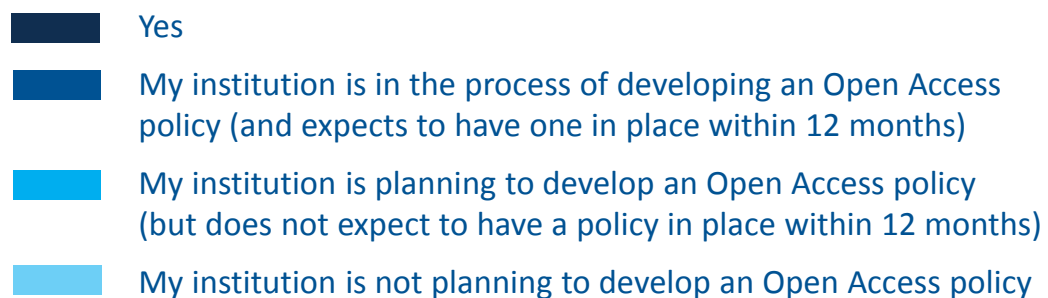 Yes
My institution is in the process of developing an Open Access
policy (and expects to have one in place within 12 months)
My institution is planning to develop an Open Access policy
(but does not expect to have a policy in place within 12 months)
My institution is not planning to develop an Open Access policy